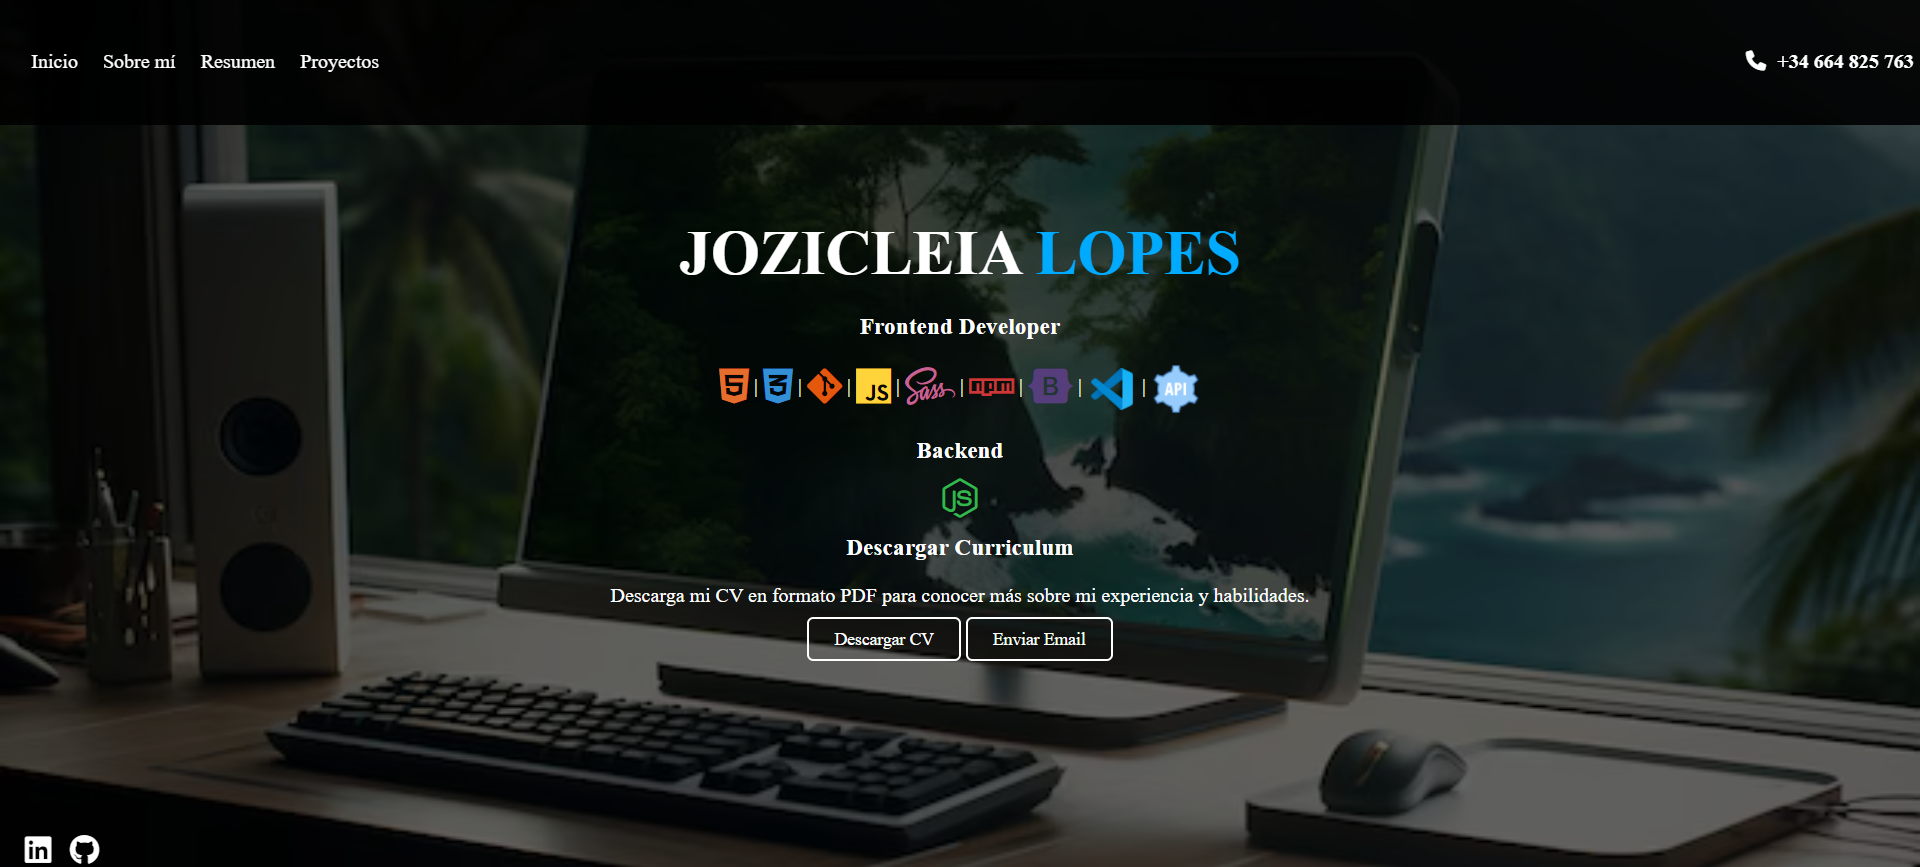 Inicio Sobre mí Resumen Proyectos +34 664 825 763
JOZICLEIA LOPES
Frontend Developer
5 | 3 | | JS | Sass | npm | B | | API
Backend
JS
Descargar Curriculum
Descarga mi CV en formato PDF para conocer más sobre mi experiencia y habilidades.
Descargar CV Enviar Email
in